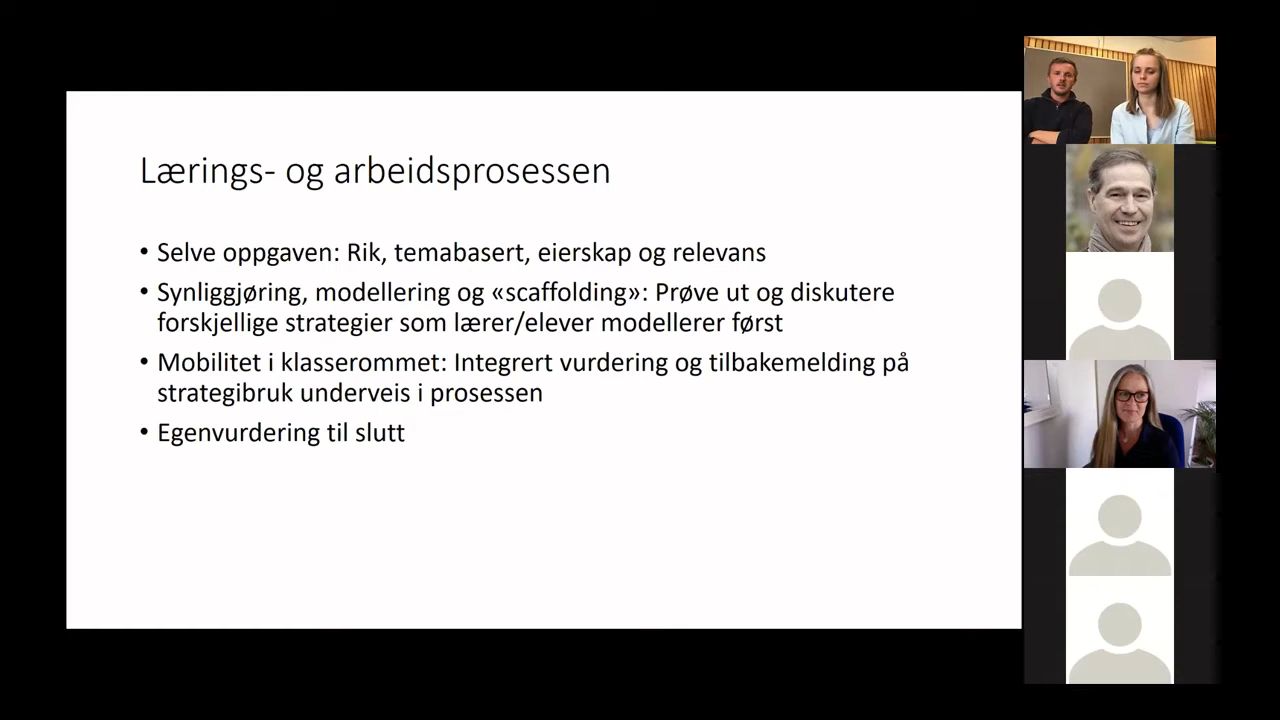 Lærings- og arbeidsprosessen
• Selve oppgaven: Rik, temabasert, eierskap og relevans
• Synliggjøring, modellering og «scaffolding»: Prøve ut og diskutere
forskjellige strategier som lærer/elever modellerer først
• Mobilitet i klasserommet: Integrert vurdering og tilbakemelding på
strategibruk underveis i prosessen
• Egenvurdering til slutt